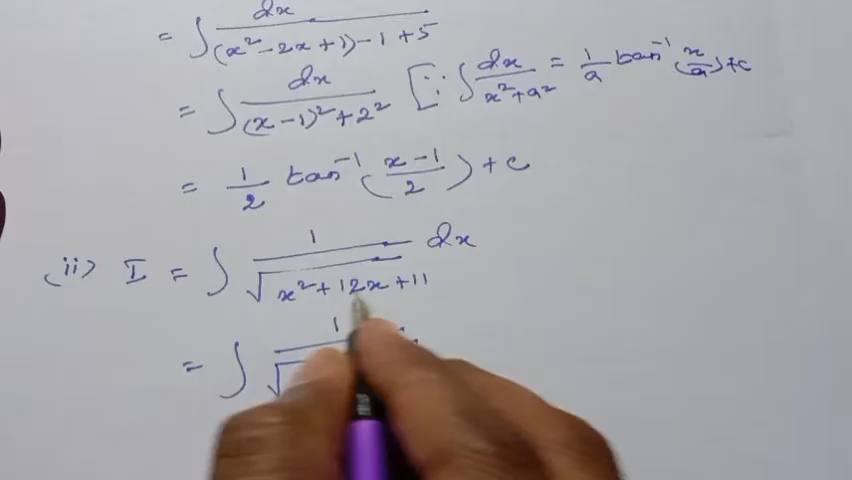 = ∫ dx / (x² - 2x + 1) - 1 + 5
= ∫ dx / (x - 1)² + 2² [∵ ∫ dx / x² + a² = 1/a tan⁻¹ (x/a) + c
= 1/2 tan⁻¹ (x - 1 / 2) + c
(ii) I = ∫ 1 / √ x² + 12x + 11 dx
= ∫ 1 / √